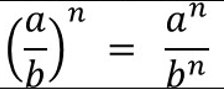 (a/b)^n = a^n/b^n